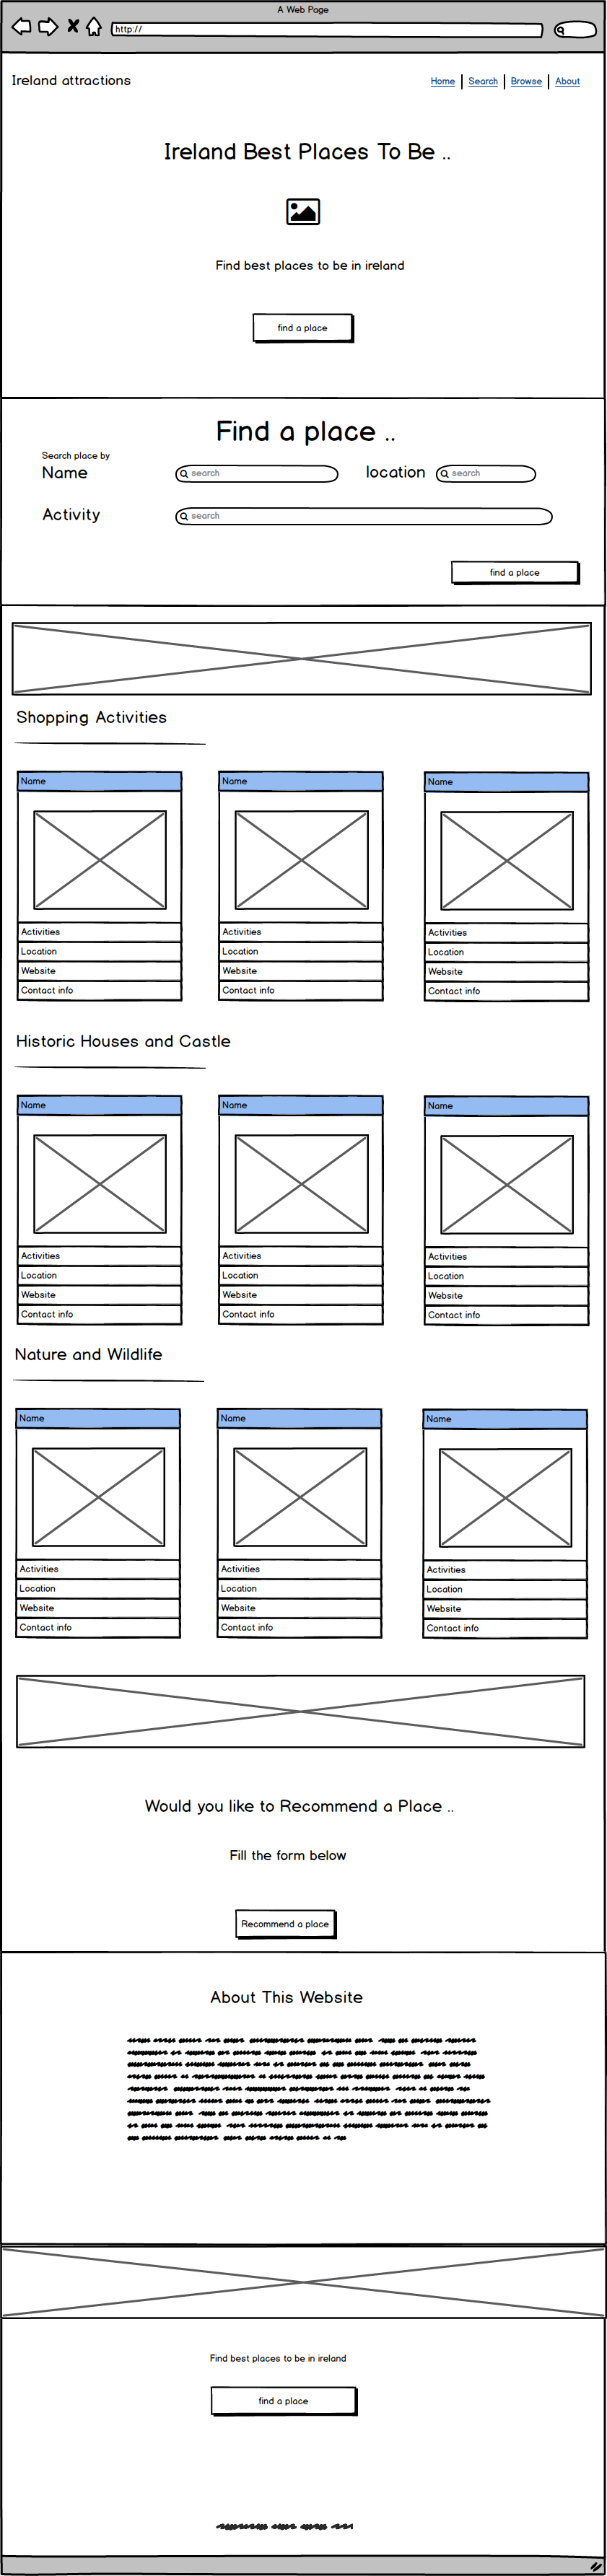 A Web Page
http://
Ireland attractions
Home | Search | Browse | About
Ireland Best Places To Be ..
Find best places to be in ireland
find a place
Find a place ..
Search place by
Name search location search
Activity search
find a place
Shopping Activities
Name Name Name
Activities Activities Activities
Location Location Location
Website Website Website
Contact info Contact info Contact info
Historic Houses and Castle
Name Name Name
Activities Activities Activities
Location Location Location
Website Website Website
Contact info Contact info Contact info
Nature and Wildlife
Name Name Name
Activities Activities Activities
Location Location Location
Website Website Website
Contact info Contact info Contact info
Would you like to Recommend a Place ..
Fill the form below
Recommend a place
About This Website
Find best places to be in ireland
find a place